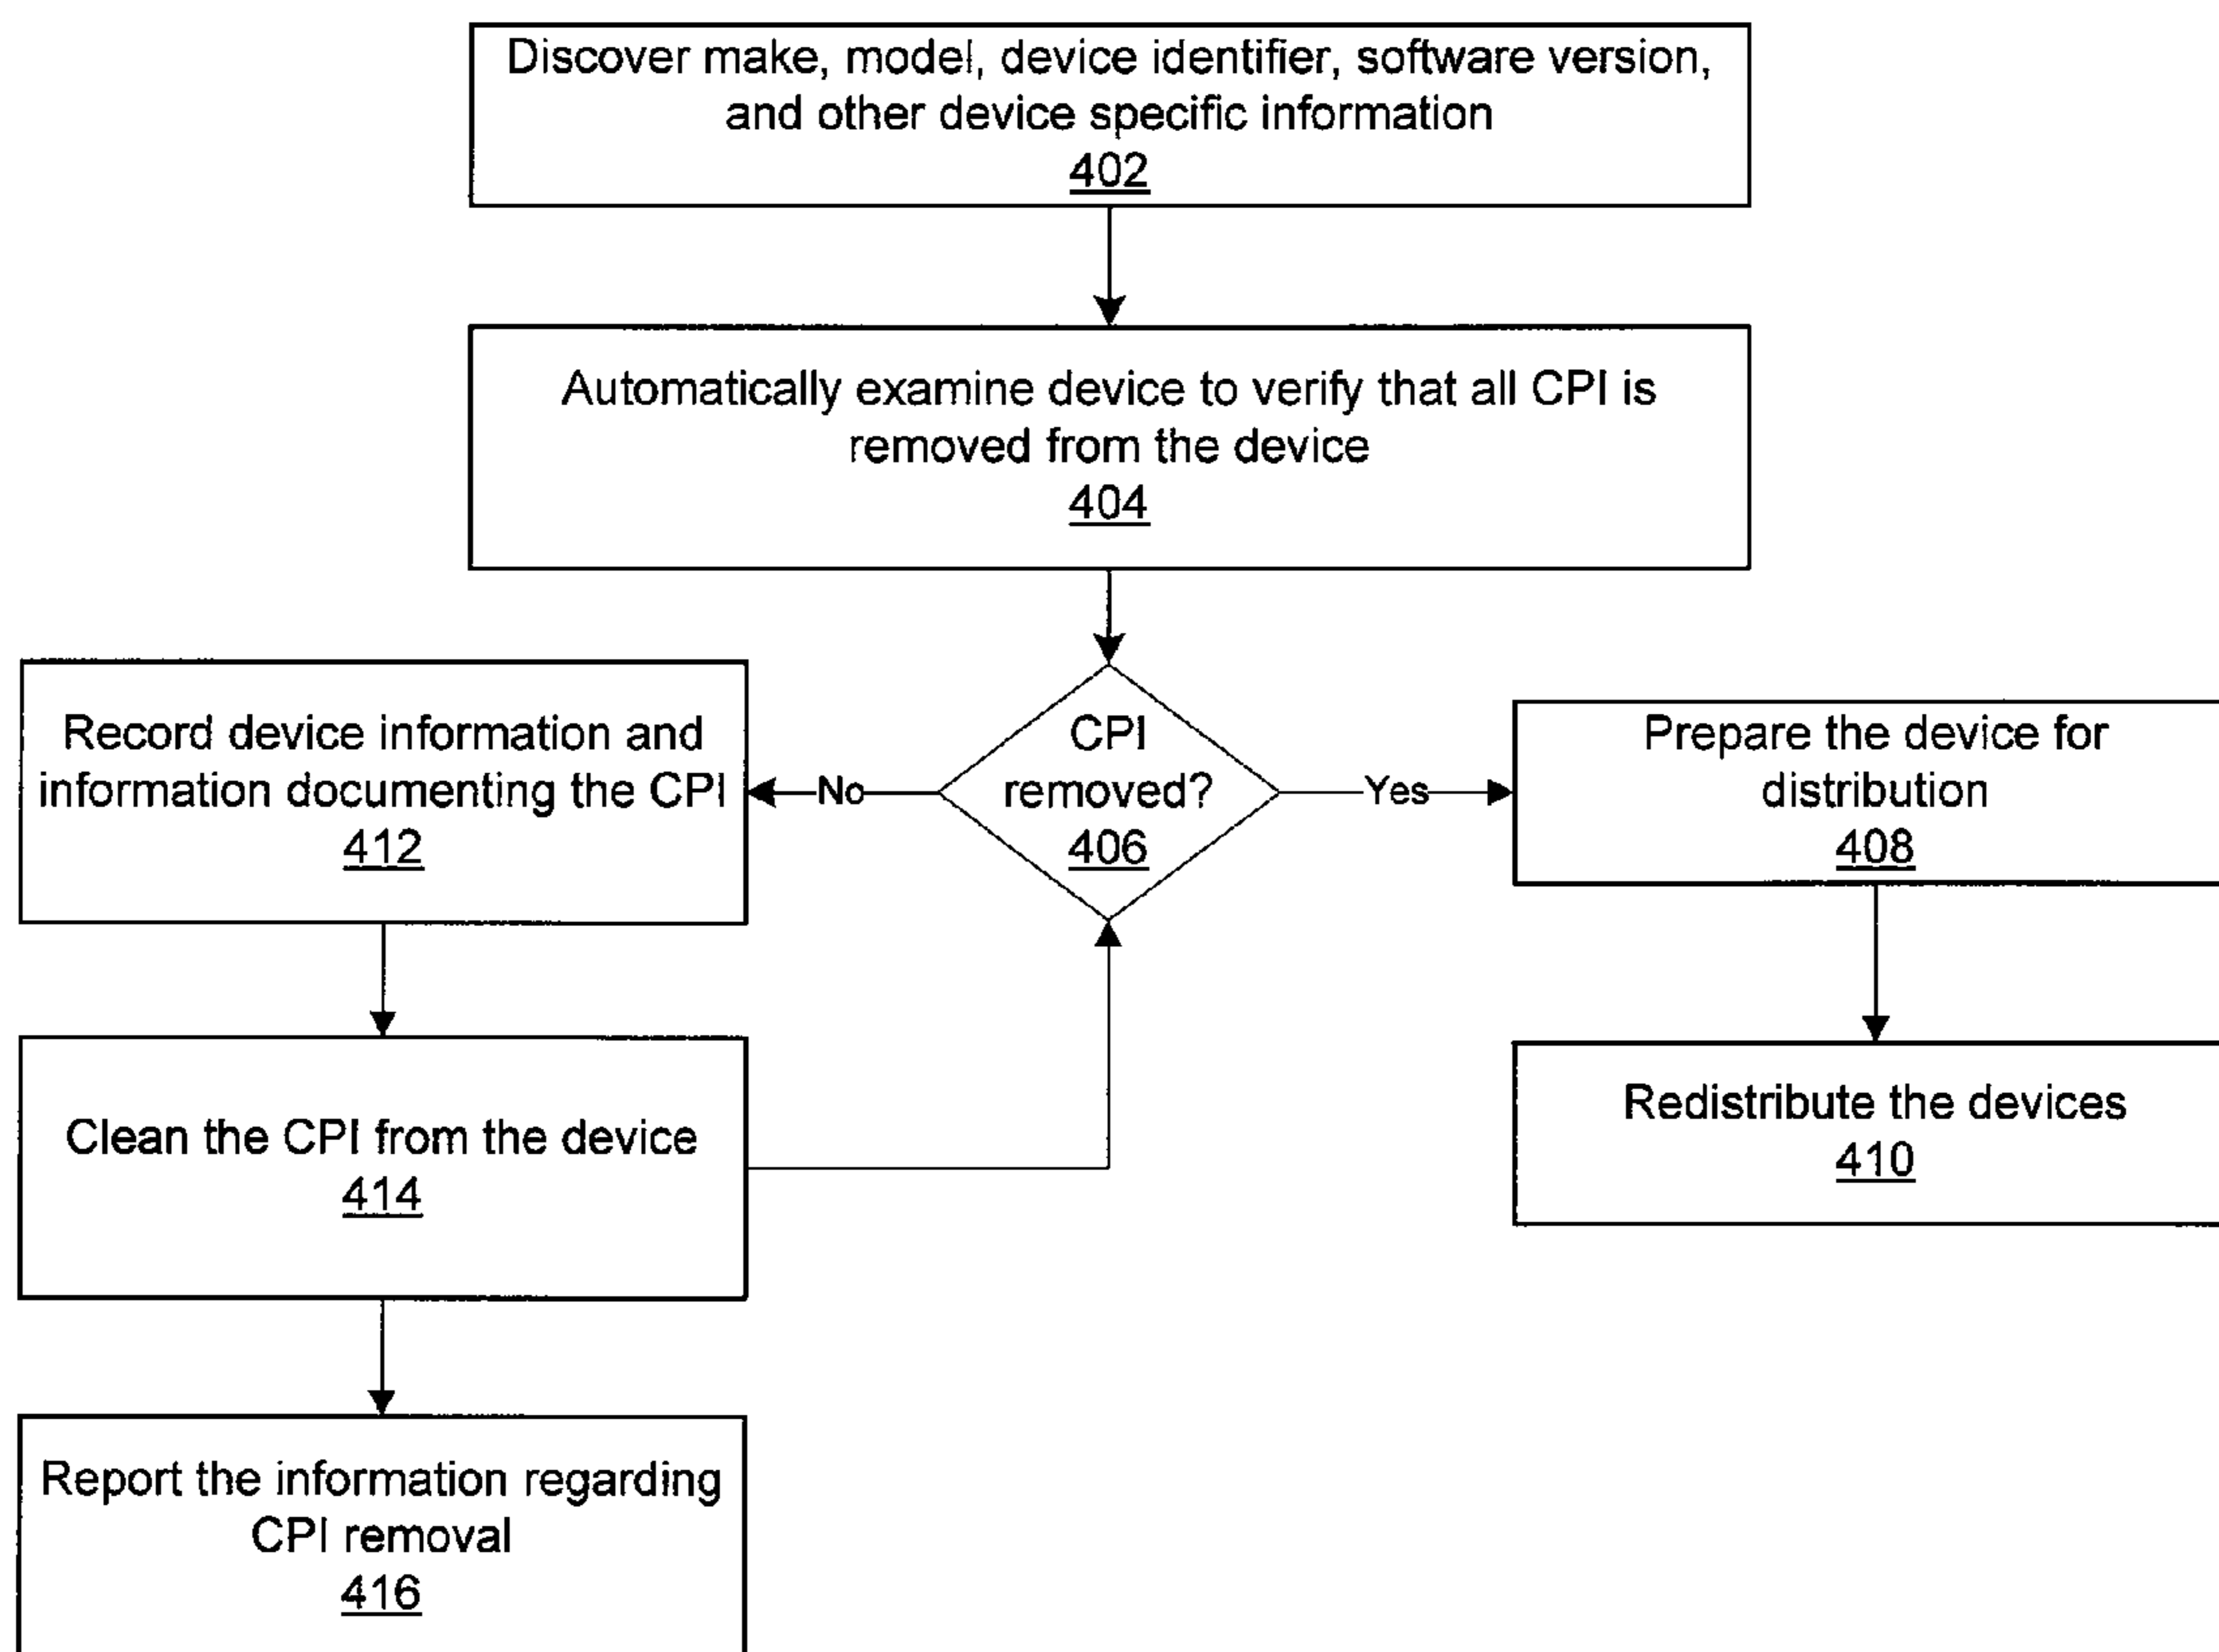 Discover make, model, device identifier, software version,
and other device specific information
402
Automatically examine device to verify that all CPI is
removed from the device
404
CPI
removed?
406
No
Yes
Record device information and
information documenting the CPI
412
Prepare the device for
distribution
408
Clean the CPI from the device
414
Redistribute the devices
410
Report the information regarding
CPI removal
416